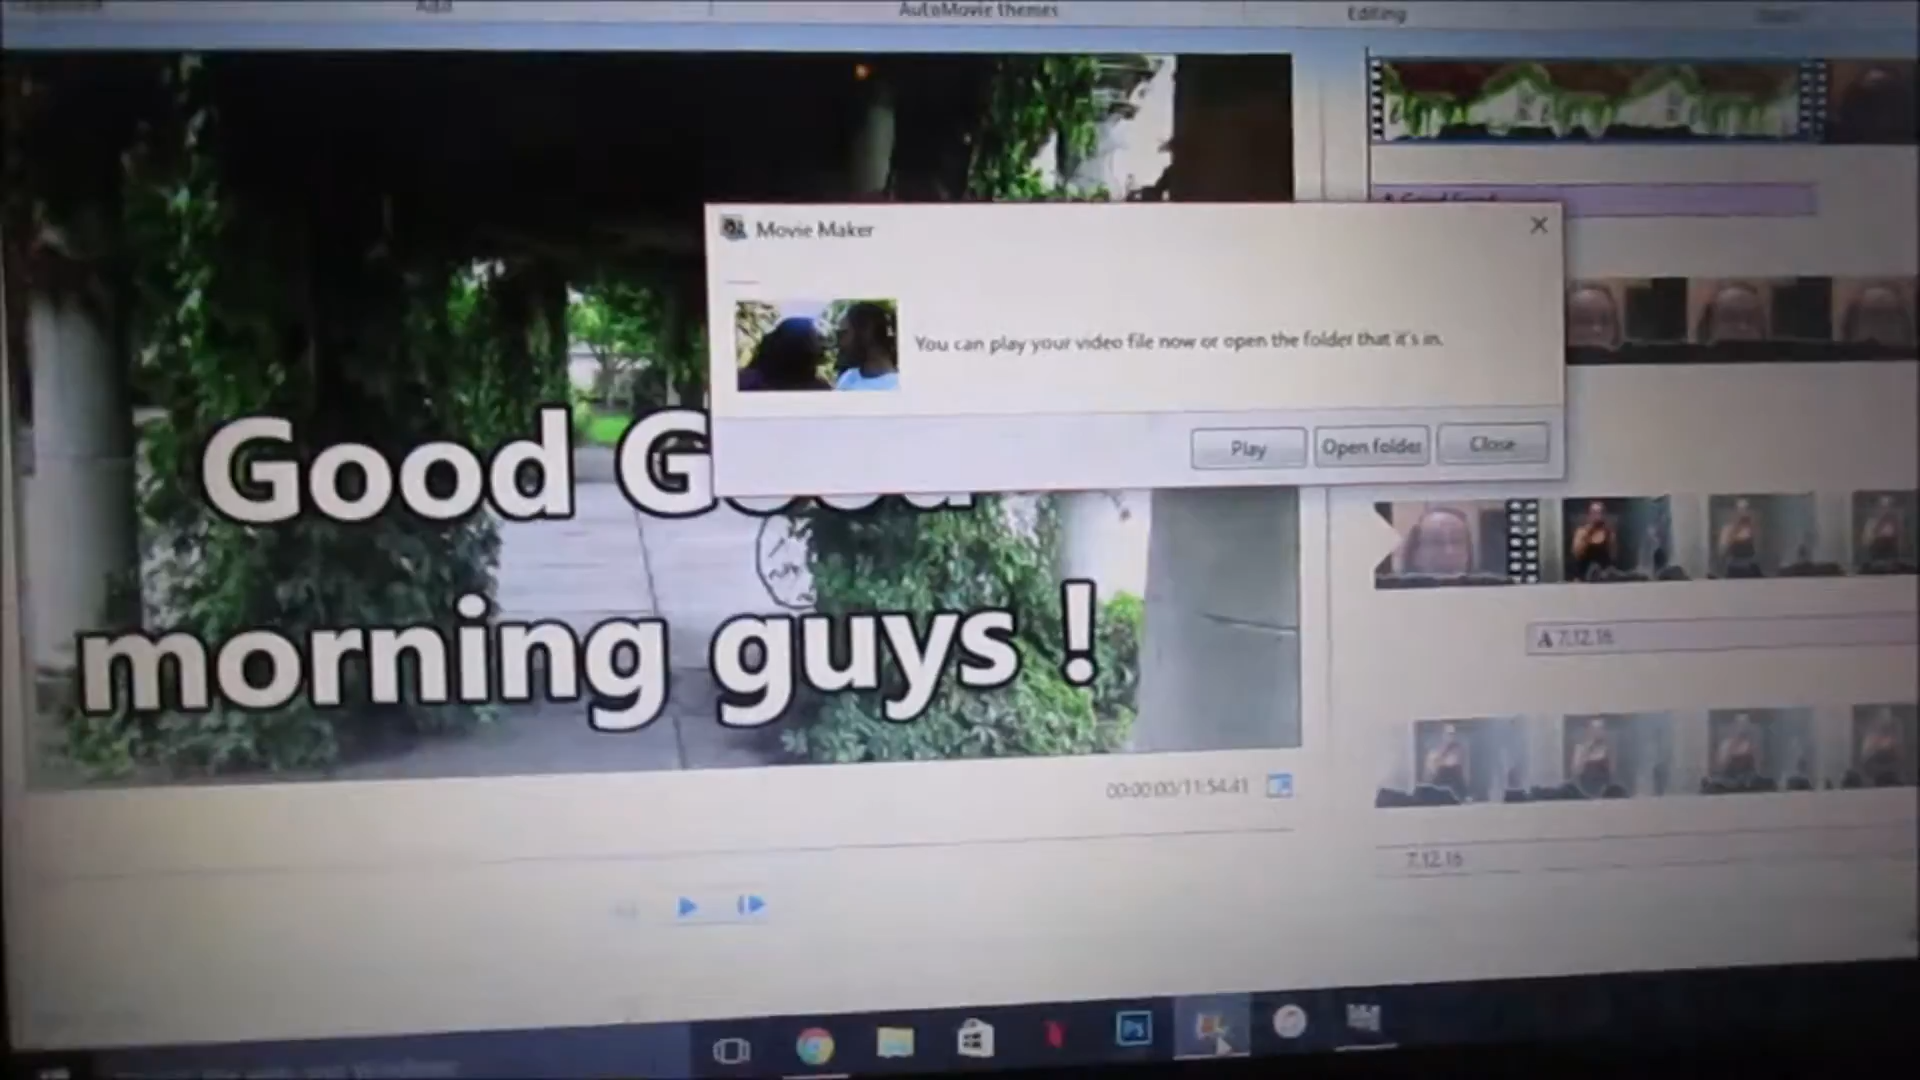 Add
AutoMovie themes
Editing
Movie Maker
You can play your video file now or open the folder that it's in.
Play
Open folder
Close
Good G
morning guys !
A 7.12.16
00:00.00/11:54.41
7.12.16
Ps